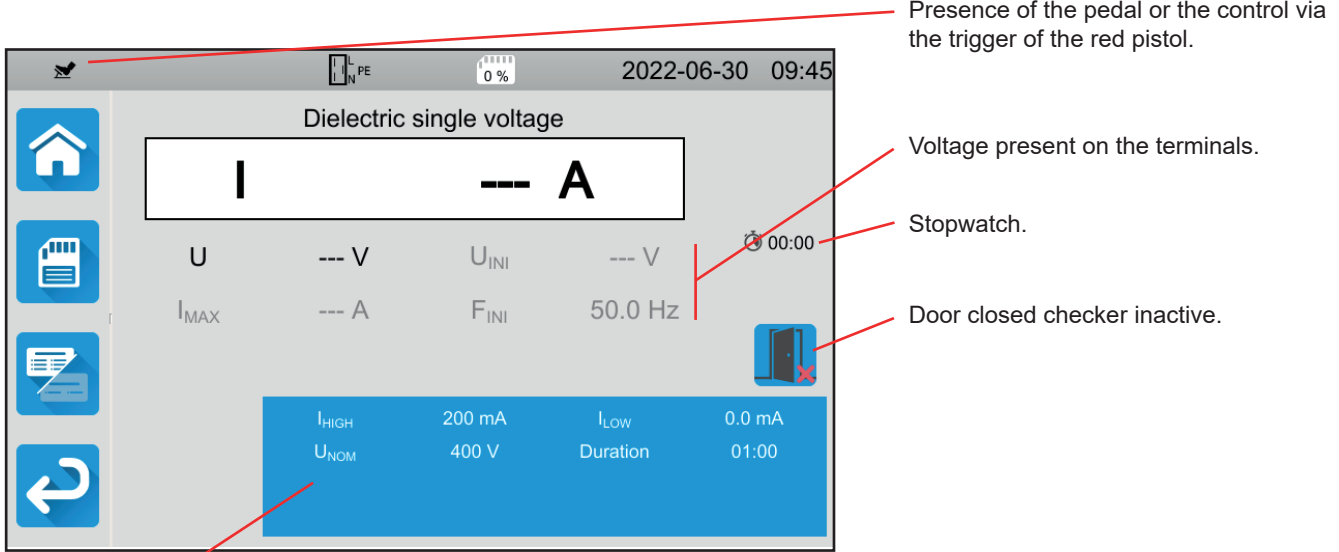 Presence of the pedal or the control via
the trigger of the red pistol.
L
N PE
0 %
2022-06-30 09:45
Dielectric single voltage
I --- A
Voltage present on the terminals.
Stopwatch.
00:00
U --- V UINI --- V
IMAX --- A FINI 50.0 Hz
Door closed checker inactive.
IHIGH 200 mA ILOW 0.0 mA
UNOM 400 V Duration 01:00